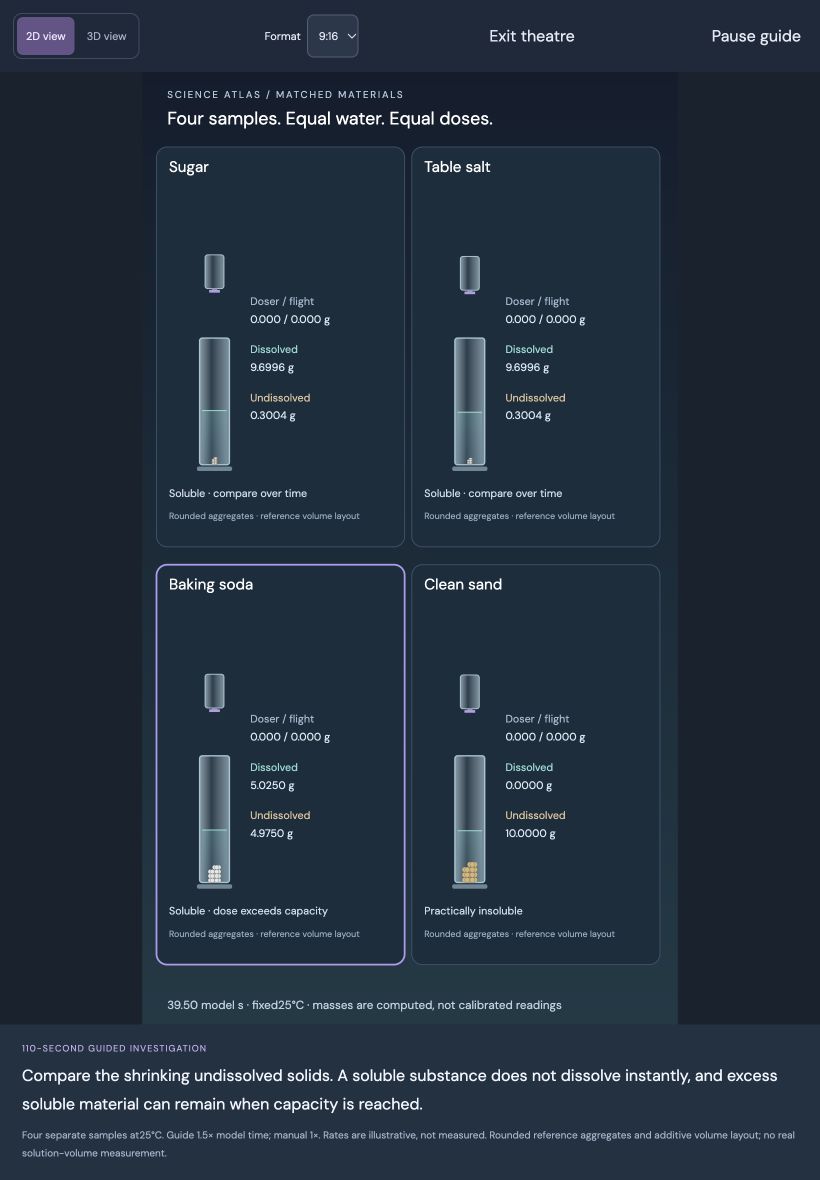 2D view
3D view
Format
9:16
Exit theatre
Pause guide
SCIENCE ATLAS / MATCHED MATERIALS
Four samples. Equal water. Equal doses.
Sugar
Doser / flight
0.000 / 0.000 g
Dissolved
9.6996 g
Undissolved
0.3004 g
Soluble · compare over time
Rounded aggregates · reference volume layout
Table salt
Doser / flight
0.000 / 0.000 g
Dissolved
9.6996 g
Undissolved
0.3004 g
Soluble · compare over time
Rounded aggregates · reference volume layout
Baking soda
Doser / flight
0.000 / 0.000 g
Dissolved
5.0250 g
Undissolved
4.9750 g
Soluble · dose exceeds capacity
Rounded aggregates · reference volume layout
Clean sand
Doser / flight
0.000 / 0.000 g
Dissolved
0.0000 g
Undissolved
10.0000 g
Practically insoluble
Rounded aggregates · reference volume layout
39.50 model s · fixed25°C · masses are computed, not calibrated readings
110-SECOND GUIDED INVESTIGATION
Compare the shrinking undissolved solids. A soluble substance does not dissolve instantly, and excess
soluble material can remain when capacity is reached.
Four separate samples at25°C. Guide 1.5× model time; manual 1×. Rates are illustrative, not measured. Rounded reference aggregates and additive volume layout; no real
solution-volume measurement.